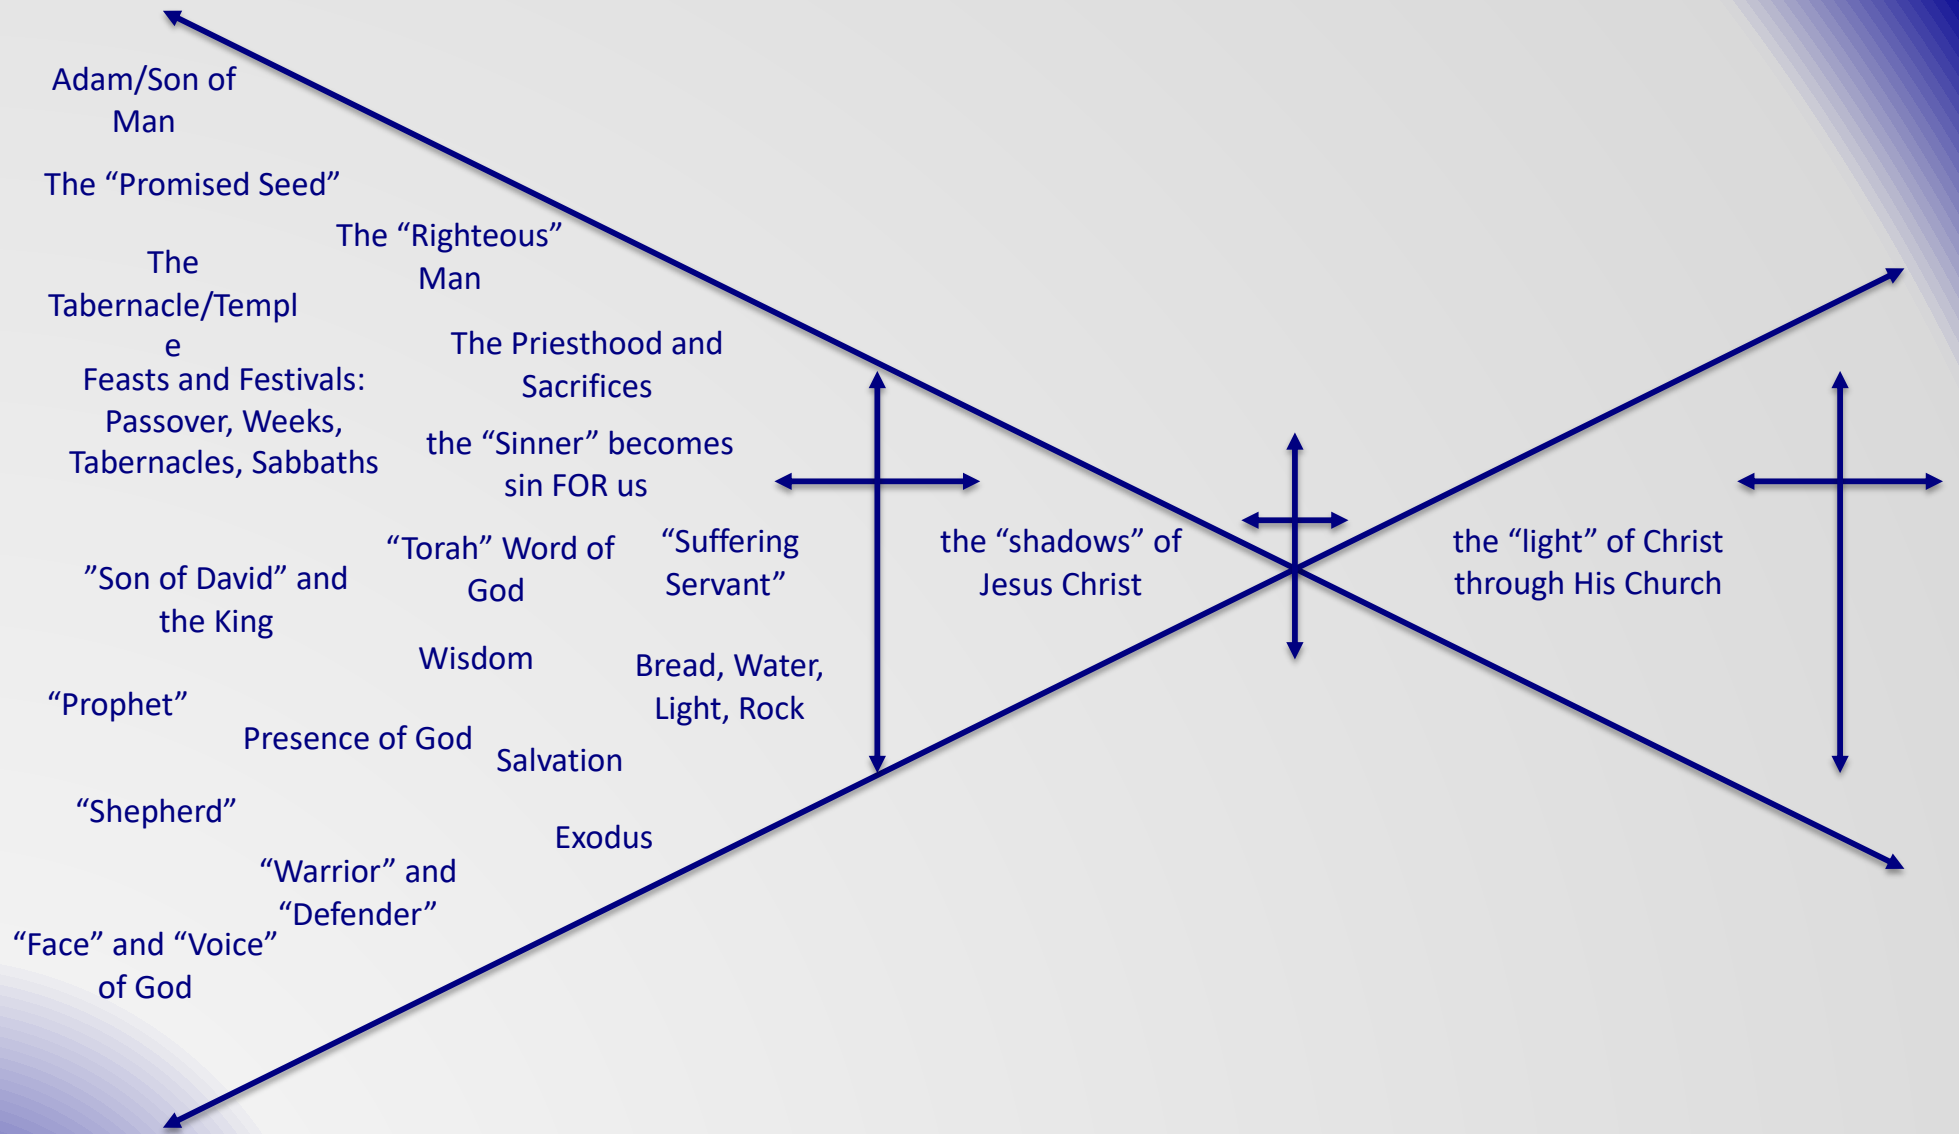 Adam/Son of
Man
The “Promised Seed”
The “Righteous”
Man
The
Tabernacle/Templ
e
The Priesthood and
Sacrifices
Feasts and Festivals:
Passover, Weeks,
Tabernacles, Sabbaths
the “Sinner” becomes
sin FOR us
“Torah” Word of
God
“Suffering
Servant”
the “shadows” of
Jesus Christ
the “light” of Christ
through His Church
”Son of David” and
the King
Wisdom
Bread, Water,
Light, Rock
“Prophet”
Presence of God
Salvation
“Shepherd”
Exodus
“Warrior” and
“Defender”
“Face” and “Voice”
of God